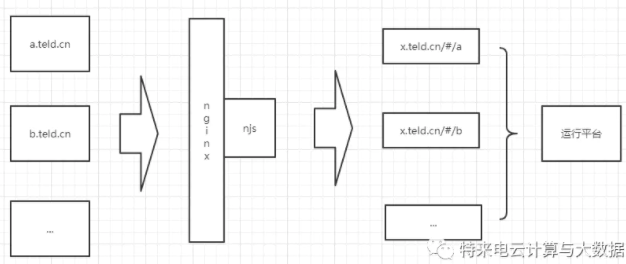 a.teld.cn
b.teld.cn
...
nginx
njs
x.teld.cn/#/a
x.teld.cn/#/b
...
运行平台
特来电云计算与大数据